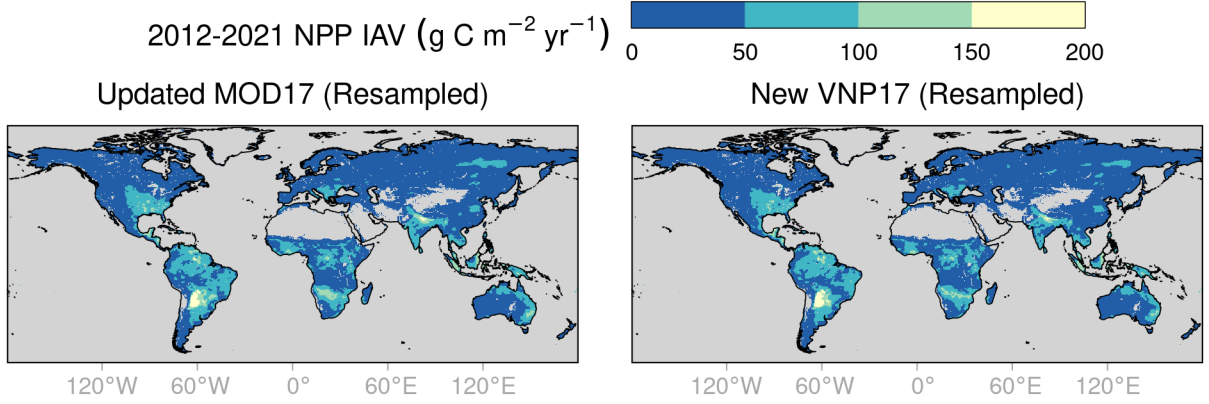 2012-2021 NPP IAV (g C m⁻² yr⁻¹)
0 50 100 150 200
Updated MOD17 (Resampled)
New VNP17 (Resampled)
120°W 60°W 0° 60°E 120°E
120°W 60°W 0° 60°E 120°E